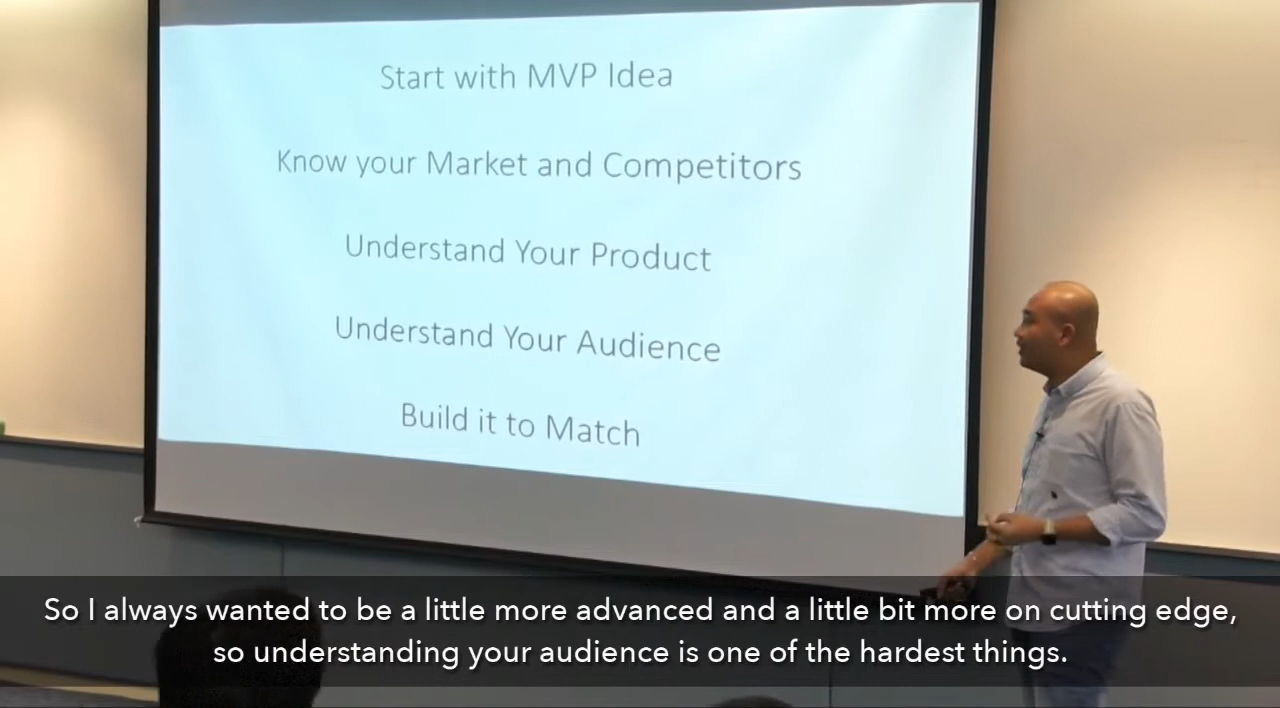 Start with MVP Idea
Know your Market and Competitors
Understand Your Product
Understand Your Audience
Build it to Match
So I always wanted to be a little more advanced and a little bit more on cutting edge,
so understanding your audience is one of the hardest things.